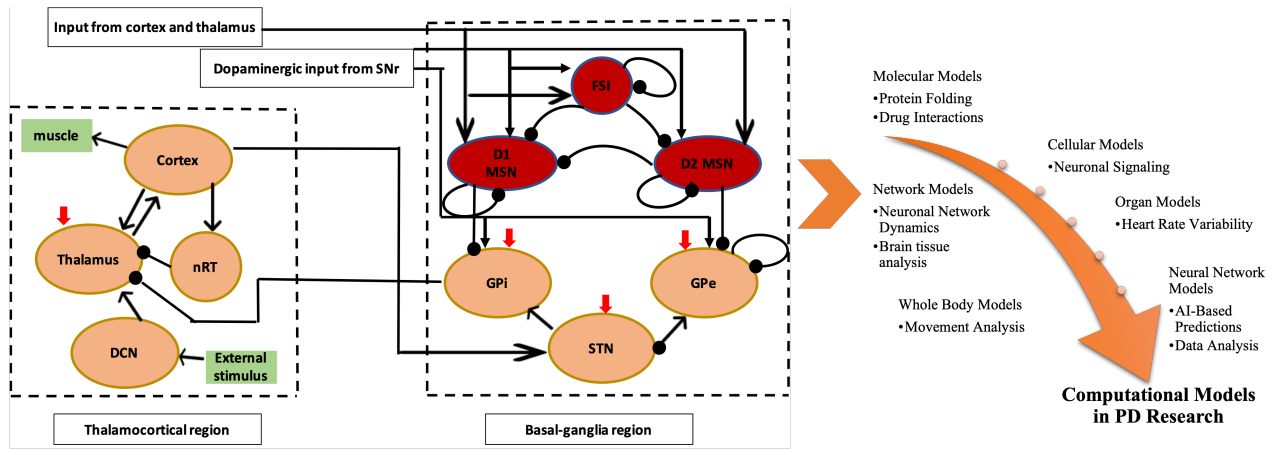 Input from cortex and thalamus
Dopaminergic input from SNr
muscle
Cortex
Thalamus
nRT
DCN
External
stimulus
Thalamocortical region
FSI
D1
MSN
D2 MSN
GPi
GPe
STN
Basal-ganglia region
Molecular Models
•Protein Folding
•Drug Interactions
Cellular Models
•Neuronal Signaling
Network Models
•Neuronal Network
Dynamics
•Brain tissue
analysis
Organ Models
•Heart Rate Variability
Whole Body Models
•Movement Analysis
Neural Network
Models
•AI-Based
Predictions
•Data Analysis
Computational Models
in PD Research